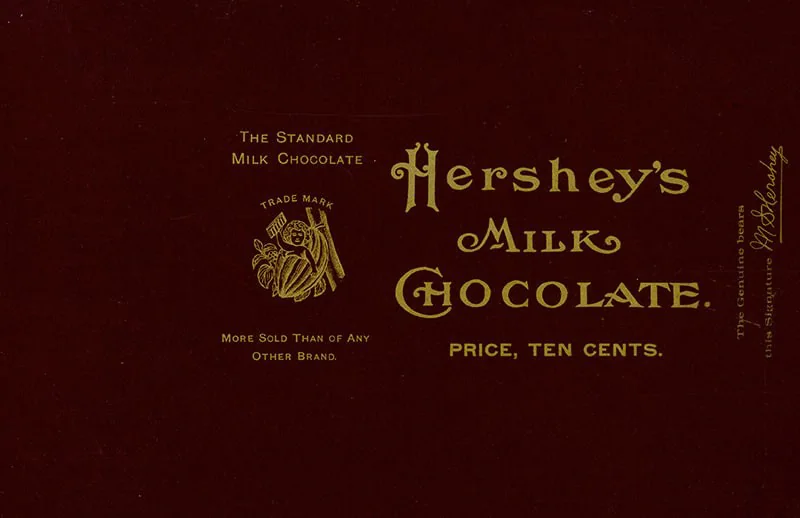 The Standard
Milk Chocolate
TRADE MARK
More Sold Than of Any
Other Brand.
Hershey's
Milk
Chocolate.
PRICE, TEN CENTS.
The Genuine bears
this Signature M S Hershey